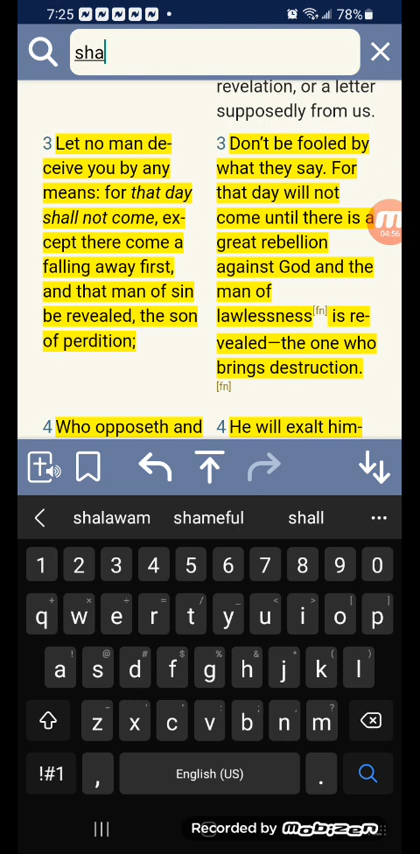 7:25 N N N N N • 78%
sha
revelation, or a letter
supposedly from us.
3 Let no man de-
ceive you by any
means: for that day
shall not come, ex-
cept there come a
falling away first,
and that man of sin
be revealed, the son
of perdition;
3 Don't be fooled by
what they say. For
that day will not
come until there is a
great rebellion
against God and the
man of
lawlessness[fn] is re-
vealed—the one who
brings destruction.
[fn]
04:56
4 Who opposeth and
4 He will exalt him-
shalawam shameful shall
1 2 3 4 5 6 7 8 9 0
+ × ÷ = / _ < > [ ]
q w e r t y u i o p
! @ # $ % & * ( )
a s d f g h j k l
- ' " : ; , ?
z x c v b n m
!#1 , English (US) .
Recorded by mobizen